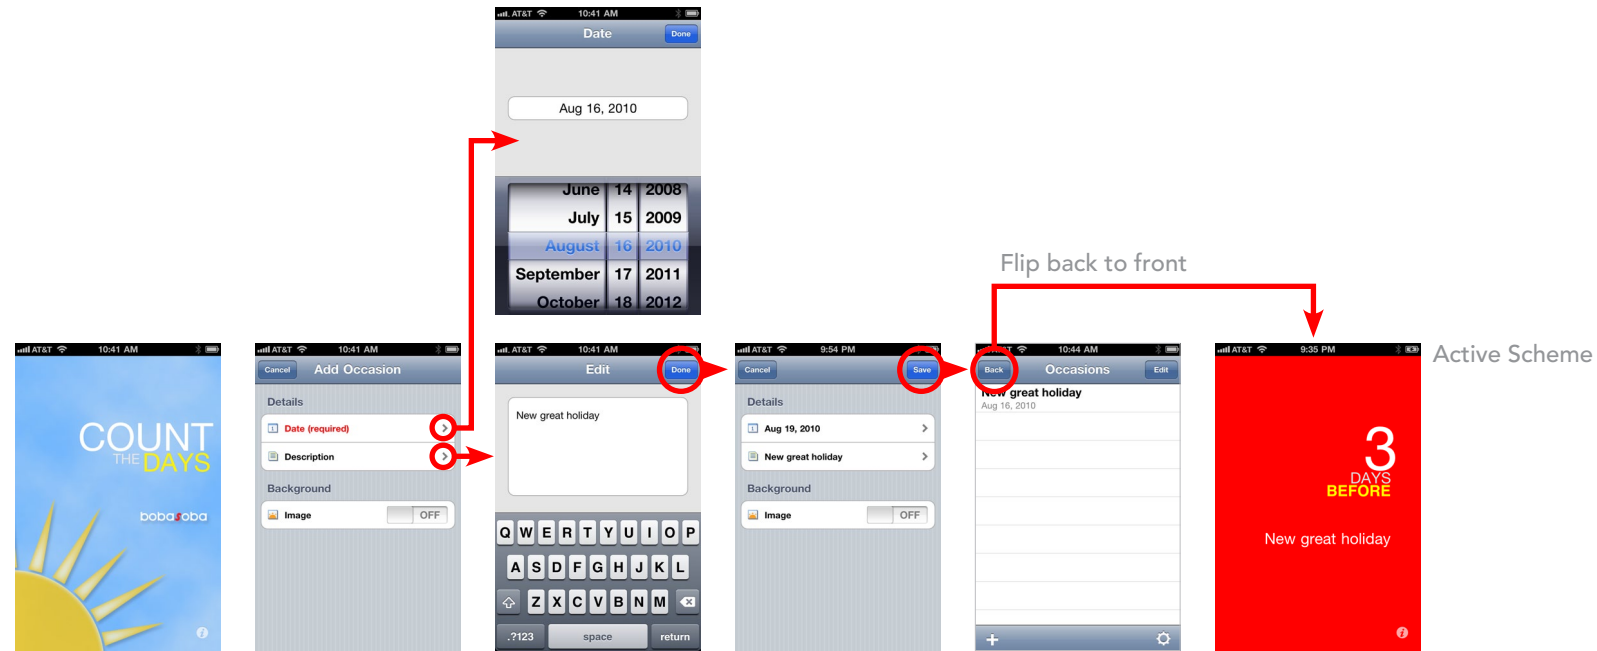 AT&T 10:41 AM
Date
Done
Aug 16, 2010
June 14 2008
July 15 2009
August 16 2010
September 17 2011
October 18 2012
Flip back to front
AT&T 10:41 AM
COUNT
THE DAYS
bobasoba
i
AT&T 10:41 AM
Cancel Add Occasion
Details
Date (required)
Description
Background
Image OFF
AT&T 10:41 AM
Edit Done
New great holiday
Q W E R T Y U I O P
A S D F G H J K L
Z X C V B N M
.?123 space return
AT&T 9:54 PM
Cancel Save
Details
Aug 19, 2010
New great holiday
Background
Image OFF
10:44 AM
Back Occasions Edit
New great holiday
Aug 16, 2010
AT&T 9:35 PM
Active Scheme
3
DAYS
BEFORE
New great holiday
i